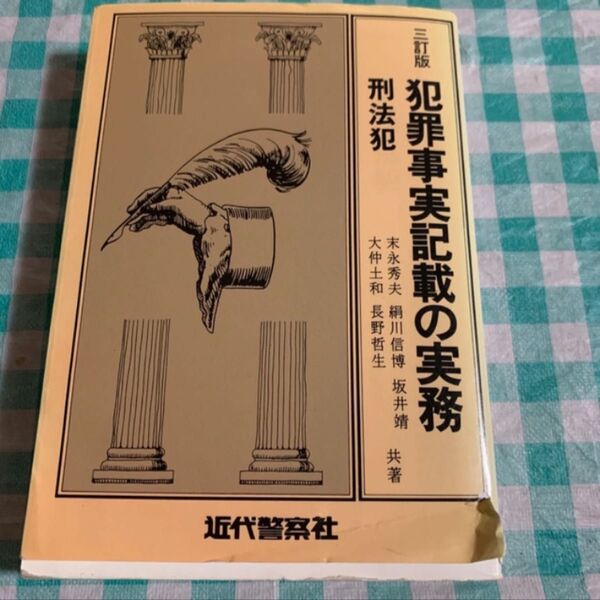 三訂版
犯罪事実記載の実務
刑法犯
末永秀夫 絹川信博 坂井靖
大仲土和 長野哲生 共著
近代警察社